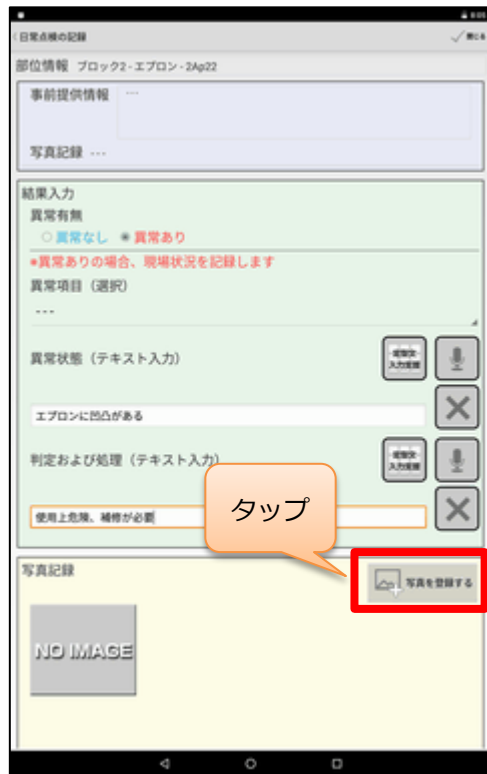 8:05
日常点検の記録
閉じる
部位情報 ブロック2 - エプロン - 2Ap22
事前提供情報 ---
写真記録 ---
結果入力
異常有無
異常なし 異常あり
*異常ありの場合、現場状況を記録します
異常項目（選択）
---
異常状態（テキスト入力）
エプロンに凹凸がある
判定および処理（テキスト入力）
使用上危険、補修が必要
タップ
写真記録
写真を登録する
NO IMAGE